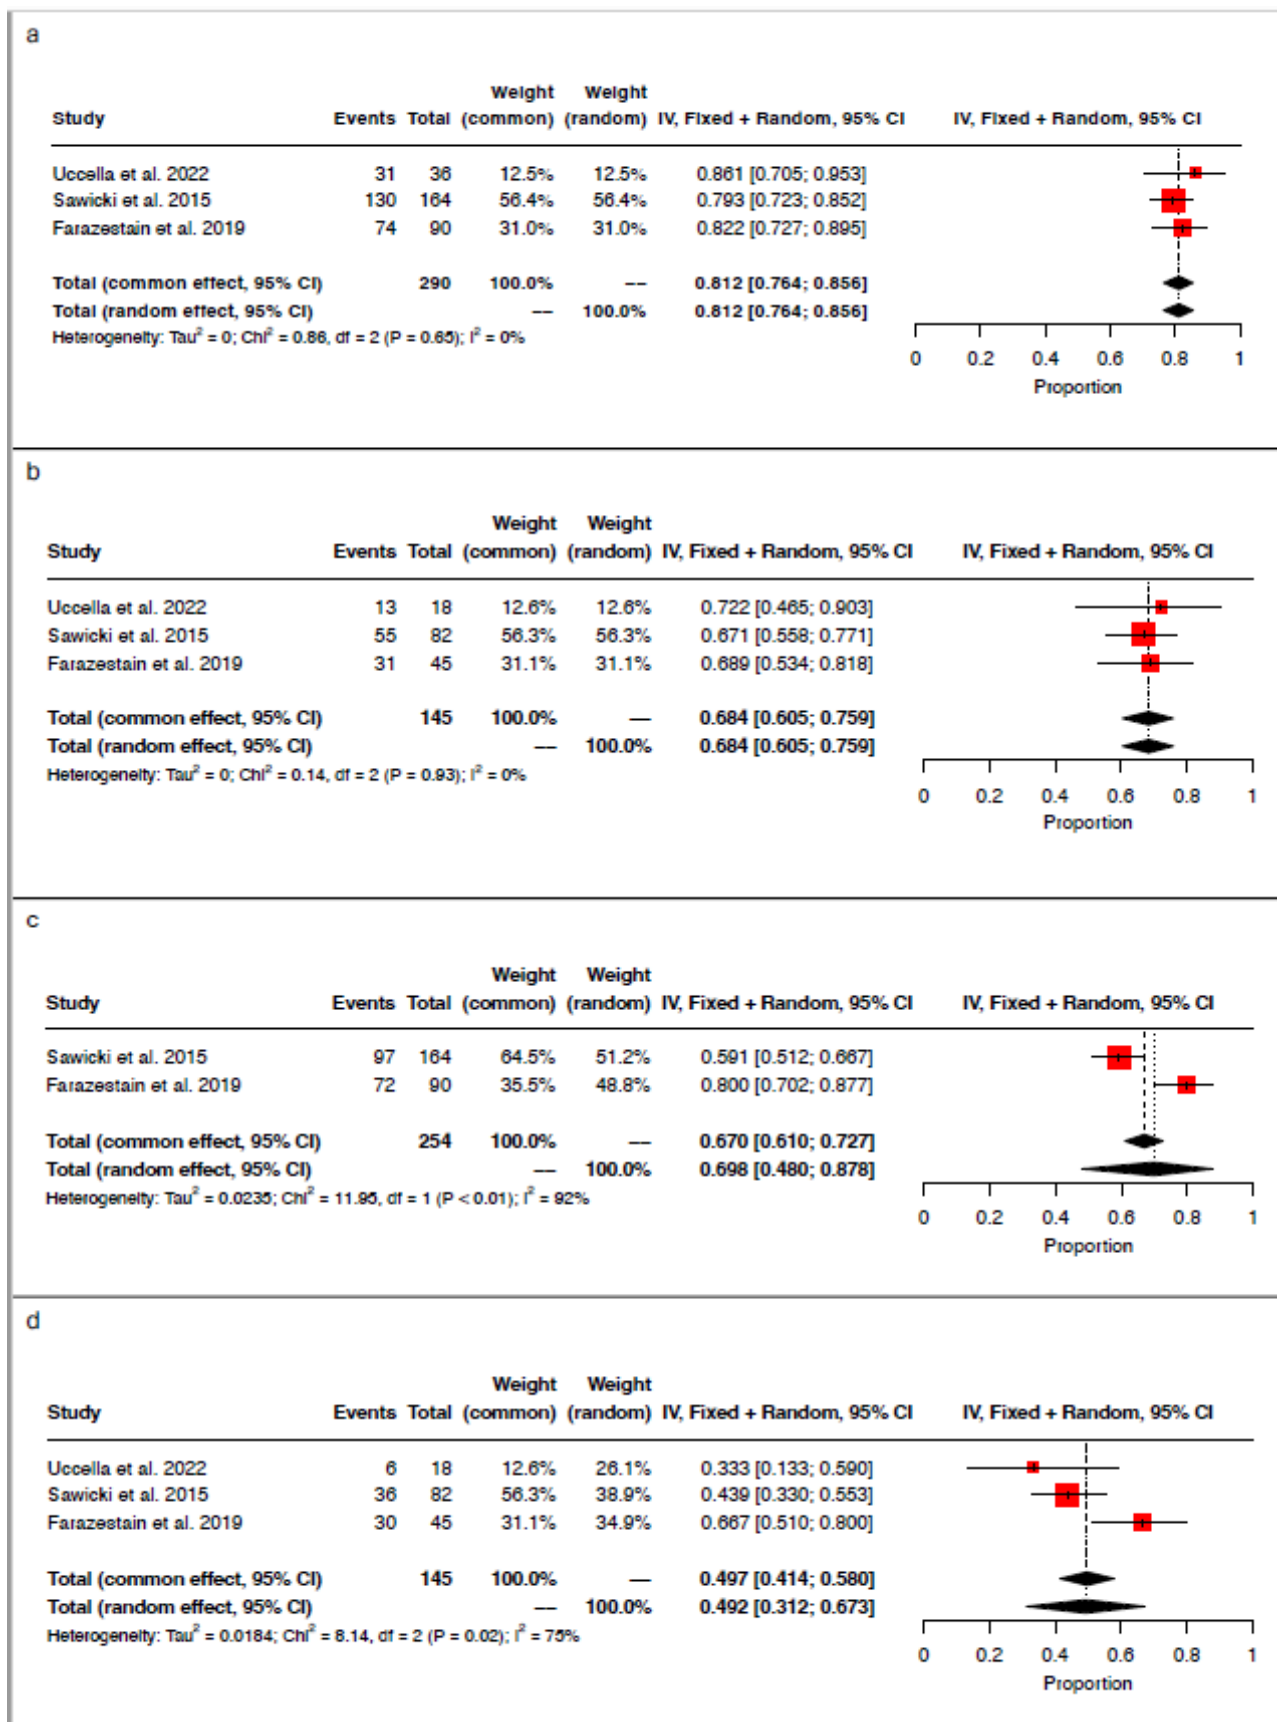 a
Weight Weight
Study Events Total (common) (random) IV, Fixed + Random, 95% CI IV, Fixed + Random, 95% CI
Uccella et al. 2022 31 36 12.5% 12.5% 0.861 [0.705; 0.953]
Sawicki et al. 2015 130 164 56.4% 56.4% 0.793 [0.723; 0.852]
Farazestain et al. 2019 74 90 31.0% 31.0% 0.822 [0.727; 0.895]
Total (common effect, 95% CI) 290 100.0% -- 0.812 [0.764; 0.856]
Total (random effect, 95% CI) -- 100.0% 0.812 [0.764; 0.856]
Heterogeneity: Tau² = 0; Chi² = 0.86, df = 2 (P = 0.65); I² = 0%
0 0.2 0.4 0.6 0.8 1
Proportion
b
Weight Weight
Study Events Total (common) (random) IV, Fixed + Random, 95% CI IV, Fixed + Random, 95% CI
Uccella et al. 2022 13 18 12.6% 12.6% 0.722 [0.465; 0.903]
Sawicki et al. 2015 55 82 56.3% 56.3% 0.671 [0.558; 0.771]
Farazestain et al. 2019 31 45 31.1% 31.1% 0.689 [0.534; 0.818]
Total (common effect, 95% CI) 145 100.0% -- 0.684 [0.605; 0.759]
Total (random effect, 95% CI) -- 100.0% 0.684 [0.605; 0.759]
Heterogeneity: Tau² = 0; Chi² = 0.14, df = 2 (P = 0.93); I² = 0%
0 0.2 0.4 0.6 0.8 1
Proportion
c
Weight Weight
Study Events Total (common) (random) IV, Fixed + Random, 95% CI IV, Fixed + Random, 95% CI
Sawicki et al. 2015 97 164 64.5% 51.2% 0.591 [0.512; 0.667]
Farazestain et al. 2019 72 90 35.5% 48.8% 0.800 [0.702; 0.877]
Total (common effect, 95% CI) 254 100.0% -- 0.670 [0.610; 0.727]
Total (random effect, 95% CI) -- 100.0% 0.698 [0.480; 0.878]
Heterogeneity: Tau² = 0.0235; Chi² = 11.95, df = 1 (P < 0.01); I² = 92%
0 0.2 0.4 0.6 0.8 1
Proportion
d
Weight Weight
Study Events Total (common) (random) IV, Fixed + Random, 95% CI IV, Fixed + Random, 95% CI
Uccella et al. 2022 6 18 12.6% 26.1% 0.333 [0.133; 0.590]
Sawicki et al. 2015 36 82 56.3% 38.9% 0.439 [0.330; 0.553]
Farazestain et al. 2019 30 45 31.1% 34.9% 0.667 [0.510; 0.800]
Total (common effect, 95% CI) 145 100.0% -- 0.497 [0.414; 0.580]
Total (random effect, 95% CI) -- 100.0% 0.492 [0.312; 0.673]
Heterogeneity: Tau² = 0.0184; Chi² = 8.14, df = 2 (P = 0.02); I² = 75%
0 0.2 0.4 0.6 0.8 1
Proportion